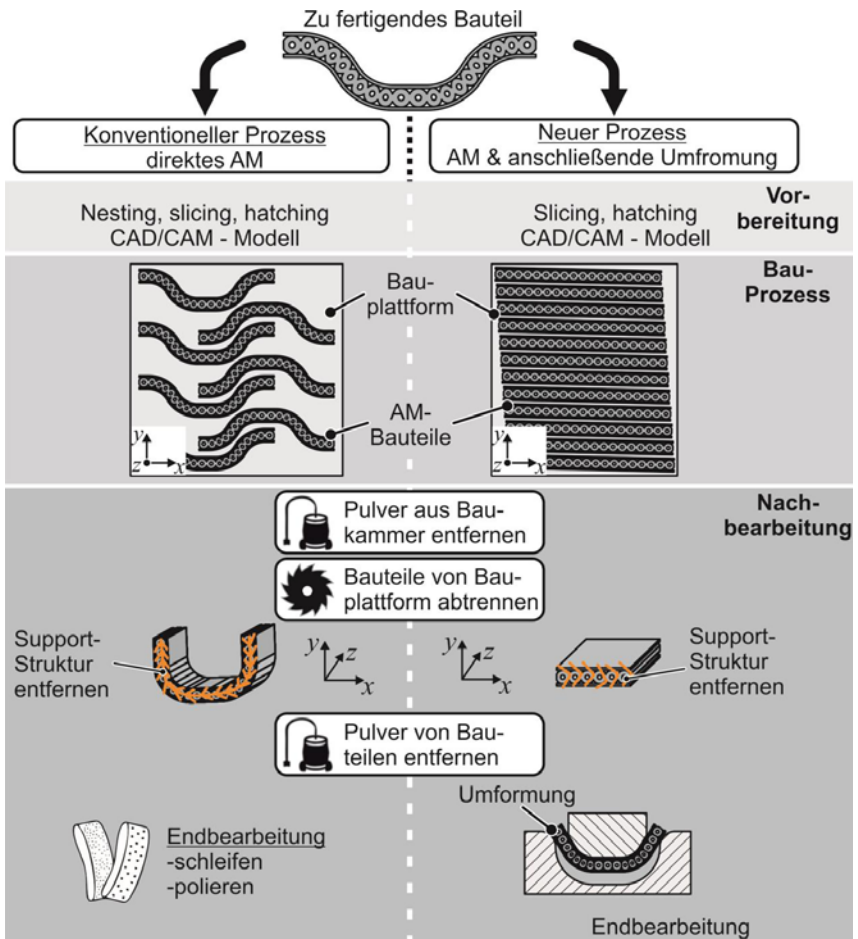 Zu fertigendes Bauteil
Konventioneller Prozess
direktes AM
Neuer Prozess
AM & anschließende Umfromung
Vor-
bereitung
Nesting, slicing, hatching
CAD/CAM - Modell
Slicing, hatching
CAD/CAM - Modell
Bau-
Prozess
Bau-
plattform
AM-
Bauteile
y
z
x
y
z
x
Nach-
bearbeitung
Pulver aus Bau-
kammer entfernen
Bauteile von Bau-
plattform abtrennen
Support-
Struktur
entfernen
y
z
x
y
z
x
Support-
Struktur
entfernen
Pulver von Bau-
teilen entfernen
Umformung
Endbearbeitung
-schleifen
-polieren
Endbearbeitung